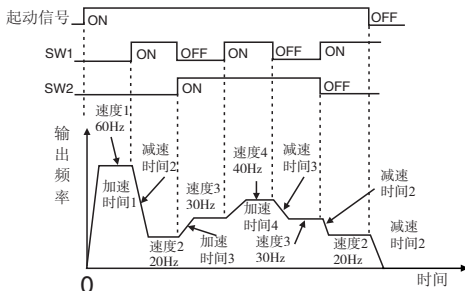 起动信号 ON OFF
SW1 ON OFF ON OFF ON
SW2 ON OFF
输出频率
速度1
60Hz
加速
时间1
减速
时间2
速度2
20Hz
速度3
30Hz
加速
时间3
速度4
40Hz
加速
时间4
减速
时间3
速度3
30Hz
减速
时间2
速度2
20Hz
减速
时间2
0
时间